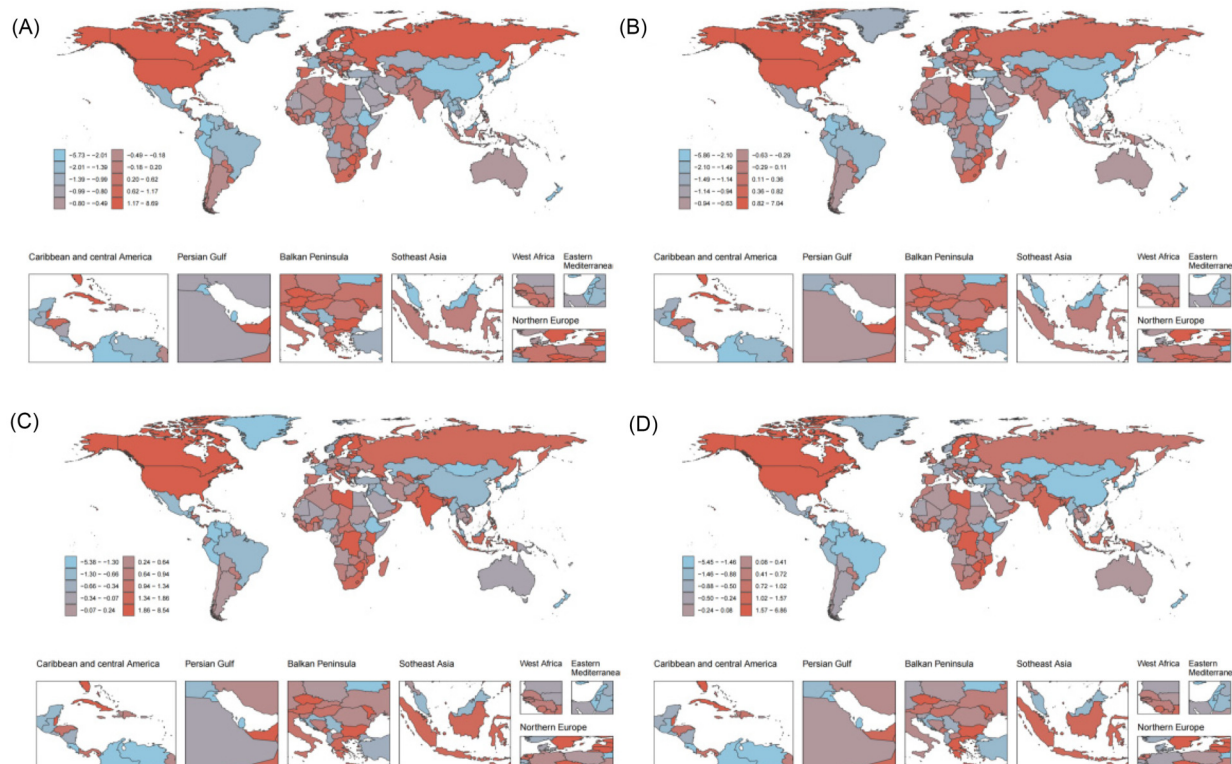 (A)
−5.73 − −2.01 −0.49 − −0.18
−2.01 − −1.39 −0.18 − 0.20
−1.39 − −0.99 0.20 − 0.62
−0.99 − −0.80 0.62 − 1.17
−0.80 − −0.49 1.17 − 8.69
Caribbean and central America
Persian Gulf
Balkan Peninsula
Sotheast Asia
West Africa
Eastern
Mediterranea
Northern Europe
(B)
−5.86 − −2.10 −0.63 − −0.29
−2.10 − −1.49 −0.29 − 0.11
−1.49 − −1.14 0.11 − 0.36
−1.14 − −0.94 0.36 − 0.82
−0.94 − −0.63 0.82 − 7.04
Caribbean and central America
Persian Gulf
Balkan Peninsula
Sotheast Asia
West Africa
Eastern
Mediterranea
Northern Europe
(C)
−5.38 − −1.30 0.24 − 0.64
−1.30 − −0.66 0.64 − 0.94
−0.66 − −0.34 0.94 − 1.34
−0.34 − −0.07 1.34 − 1.86
−0.07 − 0.24 1.86 − 8.54
Caribbean and central America
Persian Gulf
Balkan Peninsula
Sotheast Asia
West Africa
Eastern
Mediterranea
Northern Europe
(D)
−5.45 − −1.46 0.08 − 0.41
−1.46 − −0.88 0.41 − 0.72
−0.88 − −0.50 0.72 − 1.02
−0.50 − −0.24 1.02 − 1.57
−0.24 − 0.08 1.57 − 6.86
Caribbean and central America
Persian Gulf
Balkan Peninsula
Sotheast Asia
West Africa
Eastern
Mediterranea
Northern Europe